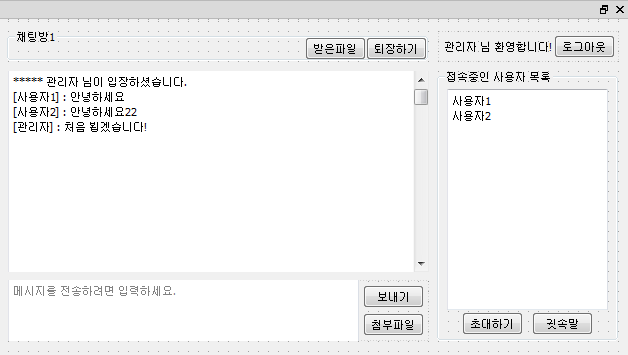 채팅방1
받은파일 퇴장하기
***** 관리자 님이 입장하셨습니다.
[사용자1] : 안녕하세요
[사용자2] : 안녕하세요22
[관리자] : 처음 뵙겠습니다!
메시지를 전송하려면 입력하세요.
보내기
첨부파일
관리자 님 환영합니다! 로그아웃
접속중인 사용자 목록
사용자1
사용자2
초대하기 귓속말